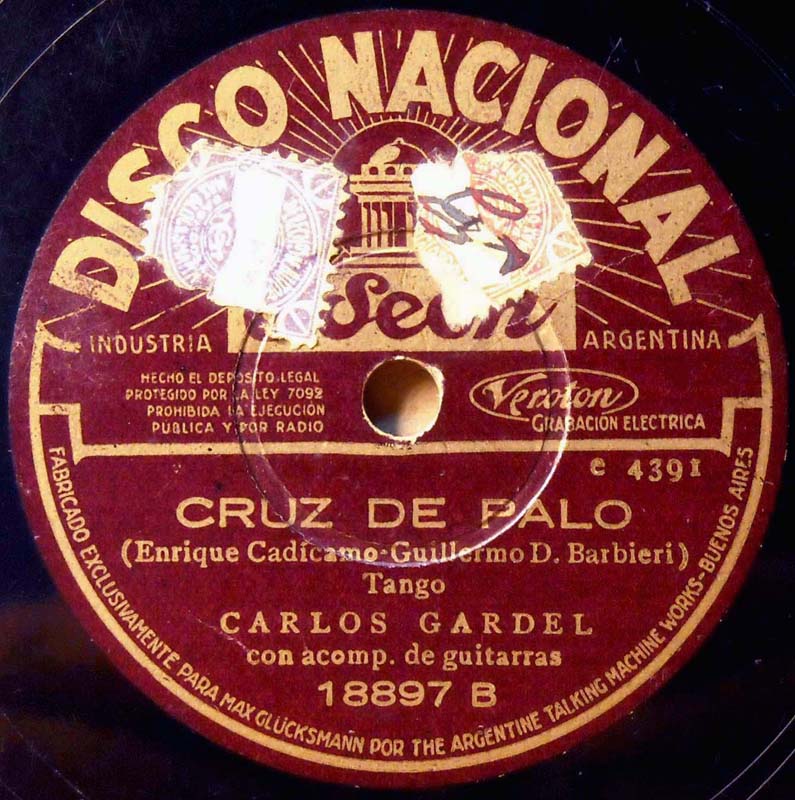 DISCO NACIONAL
Odeon
INDUSTRIA ARGENTINA
HECHO EL DEPOSITO LEGAL
PROTEGIDO POR LA LEY 7092
PROHIBIDA LA EJECUCIÓN
PUBLICA Y POR RADIO
Veroton
GRABACIÓN ELECTRICA
e 4391
CRUZ DE PALO
(Enrique Cadícamo-Guillermo D. Barbieri)
Tango
CARLOS GARDEL
con acomp. de guitarras
18897 B
FABRICADO EXCLUSIVAMENTE PARA MAX GLÜCKSMANN POR THE ARGENTINE TALKING MACHINE WORKS-BUENOS AIRES